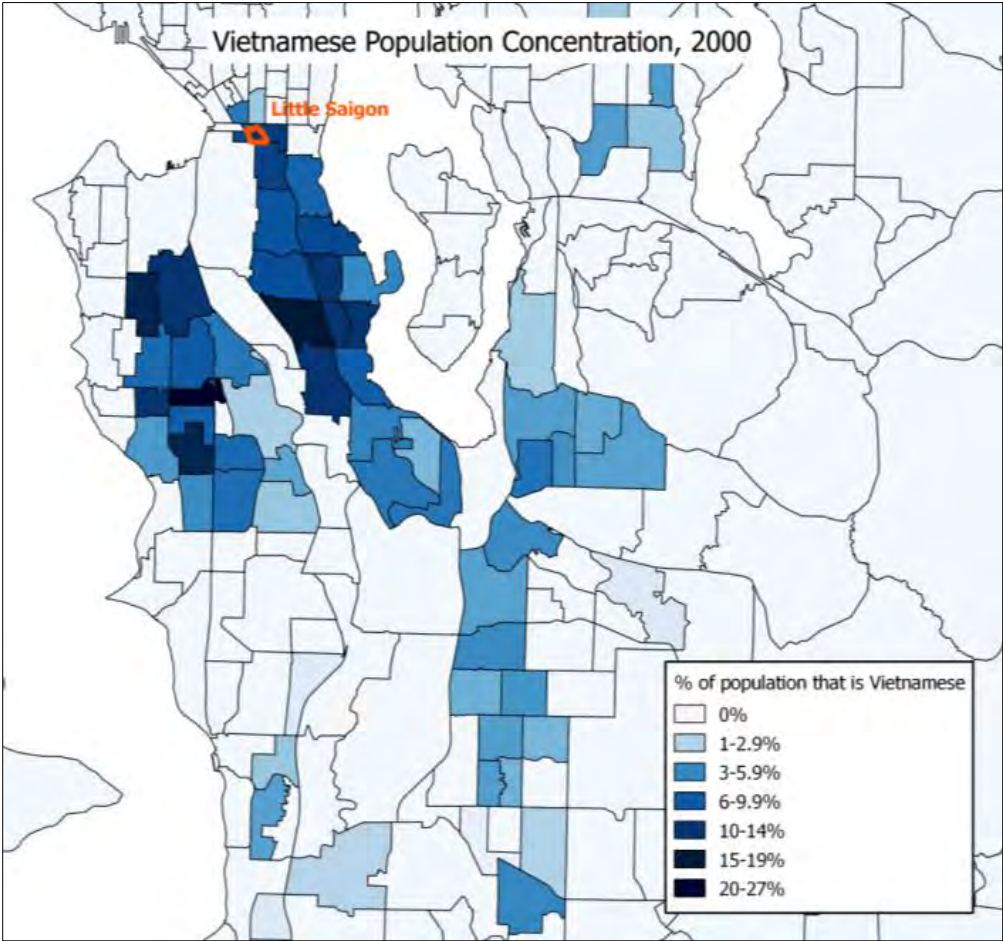 Vietnamese Population Concentration, 2000
Little Saigon
% of population that is Vietnamese
0%
1-2.9%
3-5.9%
6-9.9%
10-14%
15-19%
20-27%